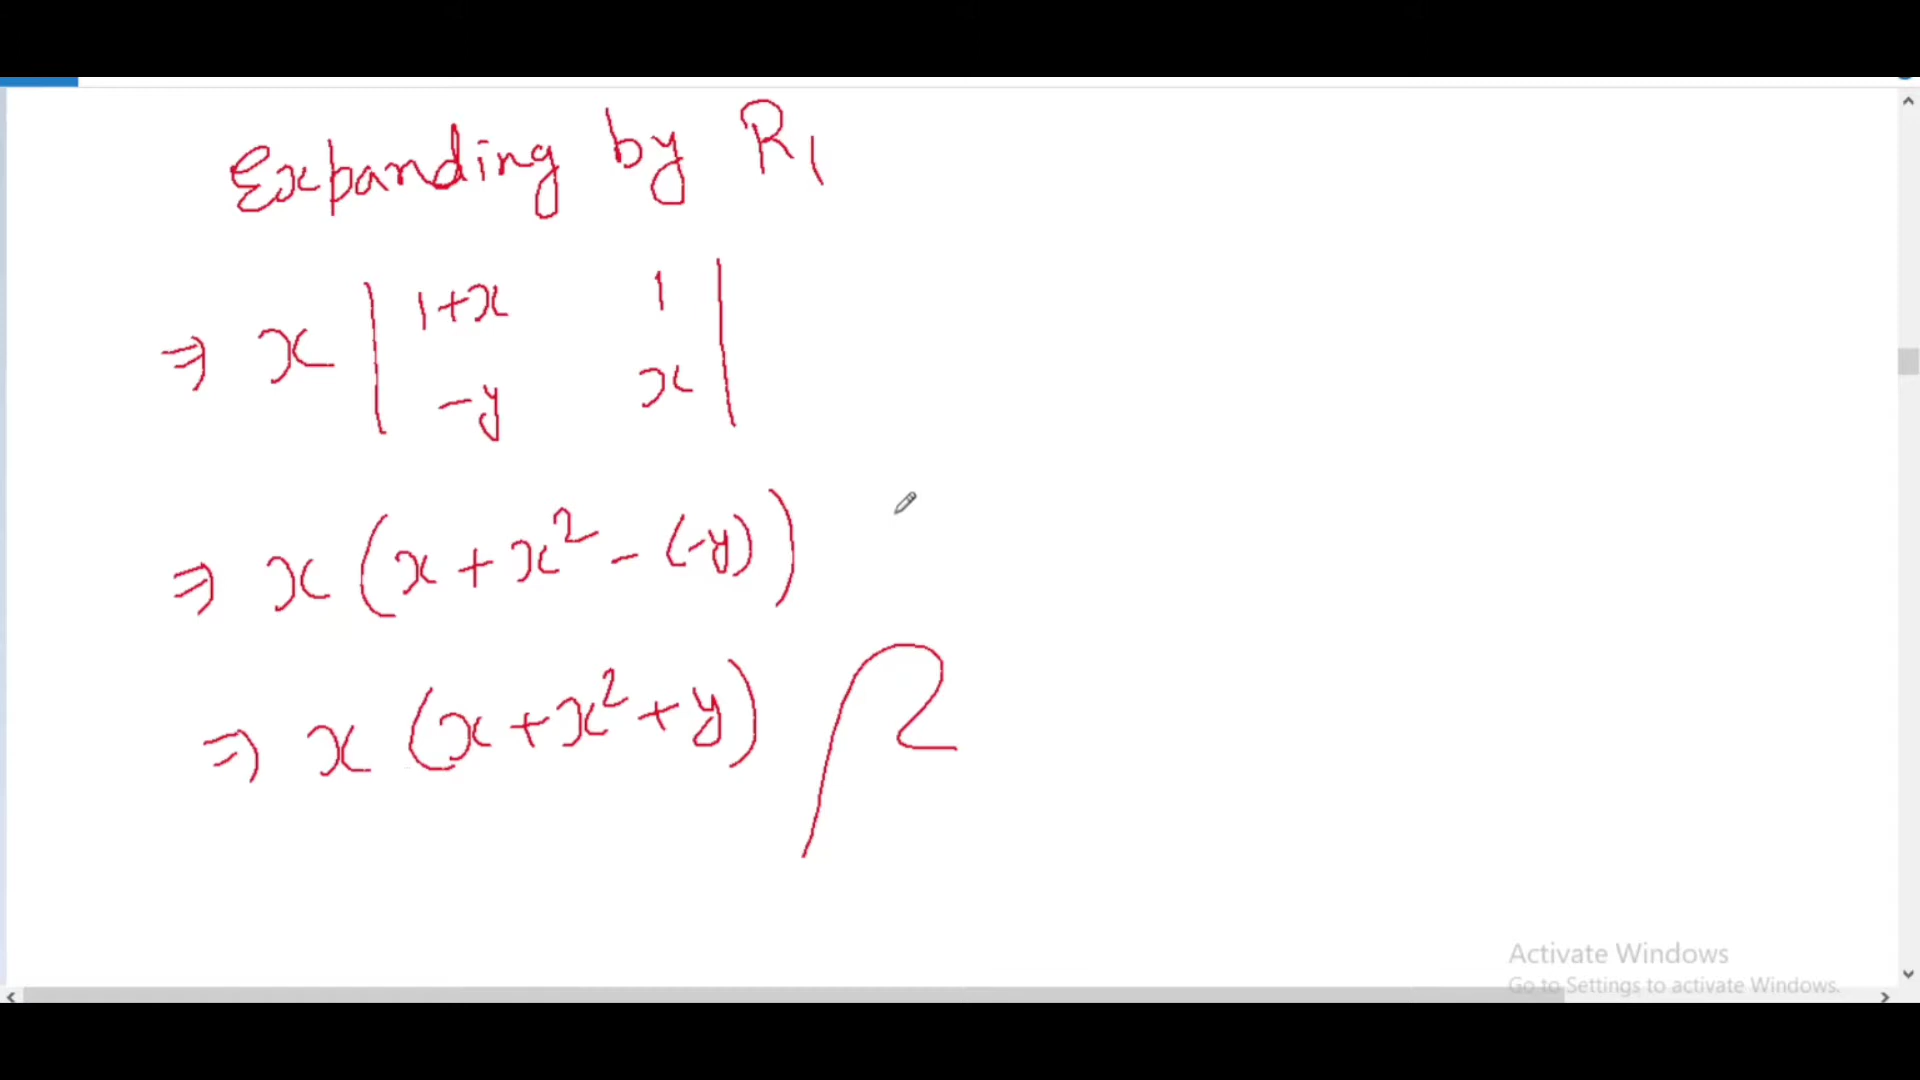 Expanding by R₁
⇒ x | 1+x 1 |
| -y x |
⇒ x (x + x² - (-y))
⇒ x (x + x² + y)
Activate Windows
Go to Settings to activate Windows.